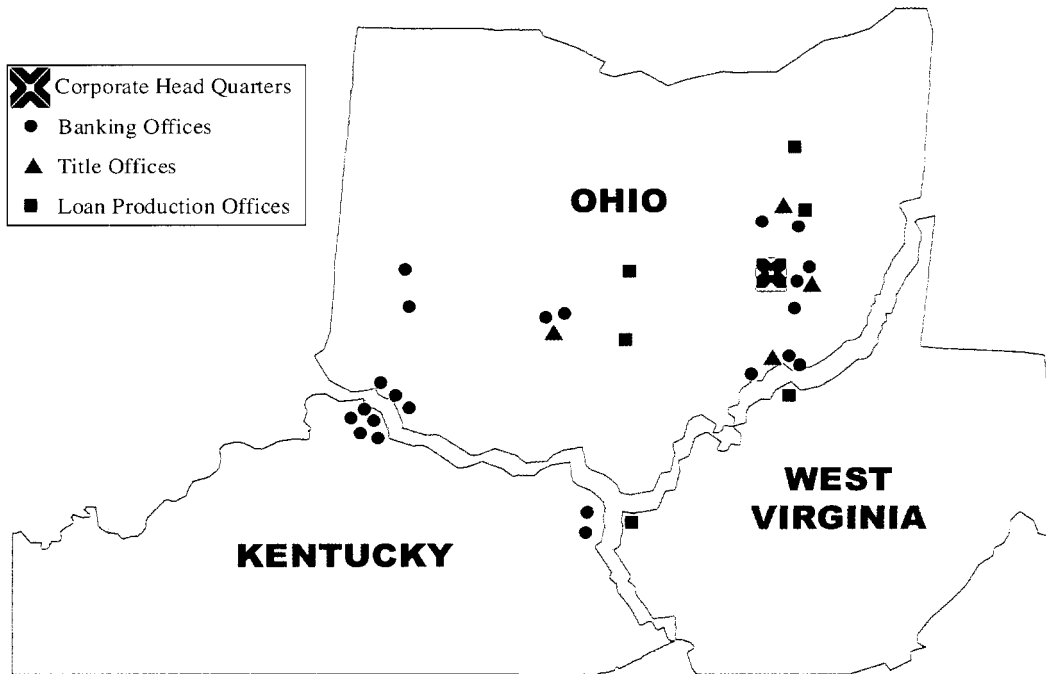 Corporate Head Quarters
Banking Offices
Title Offices
Loan Production Offices
OHIO
WEST
VIRGINIA
KENTUCKY